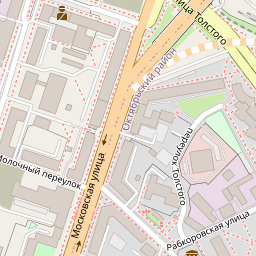 улица Толстого
Октябрьский район
переулок Толстого
Московская улица
Молочный переулок
Рабкоровская улица